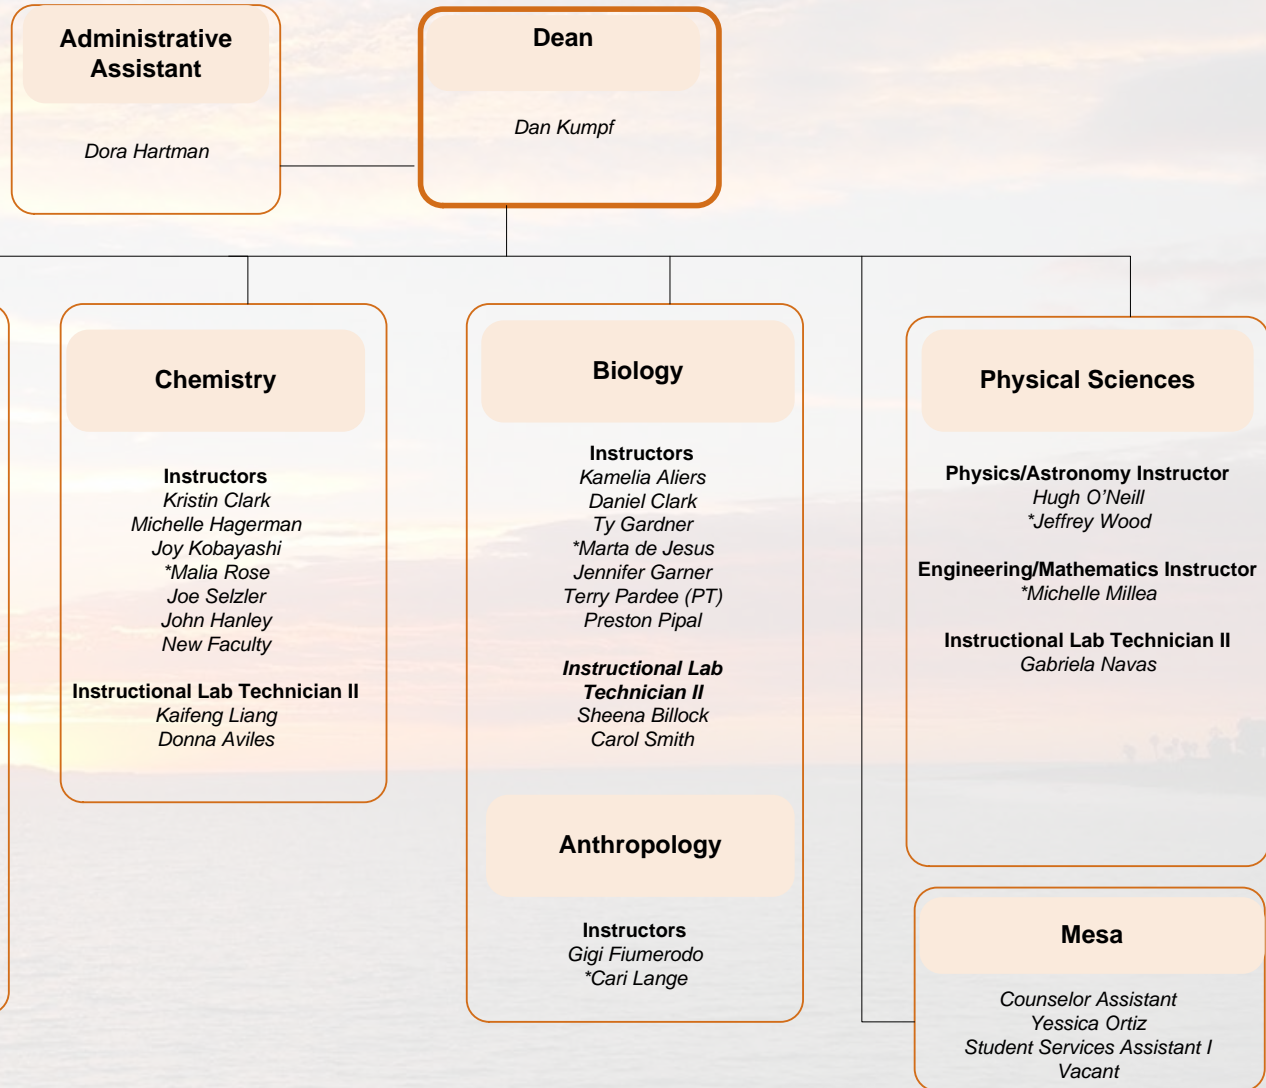 Administrative
Assistant
Dora Hartman
Dean
Dan Kumpf
Chemistry
Instructors
Kristin Clark
Michelle Hagerman
Joy Kobayashi
*Malia Rose
Joe Selzler
John Hanley
New Faculty
Instructional Lab Technician II
Kaifeng Liang
Donna Aviles
Biology
Instructors
Kamelia Aliers
Daniel Clark
Ty Gardner
*Marta de Jesus
Jennifer Garner
Terry Pardee (PT)
Preston Pipal
Instructional Lab
Technician II
Sheena Billock
Carol Smith
Anthropology
Instructors
Gigi Fiumerodo
*Cari Lange
Physical Sciences
Physics/Astronomy Instructor
Hugh O’Neill
*Jeffrey Wood
Engineering/Mathematics Instructor
*Michelle Millea
Instructional Lab Technician II
Gabriela Navas
Mesa
Counselor Assistant
Yessica Ortiz
Student Services Assistant I
Vacant